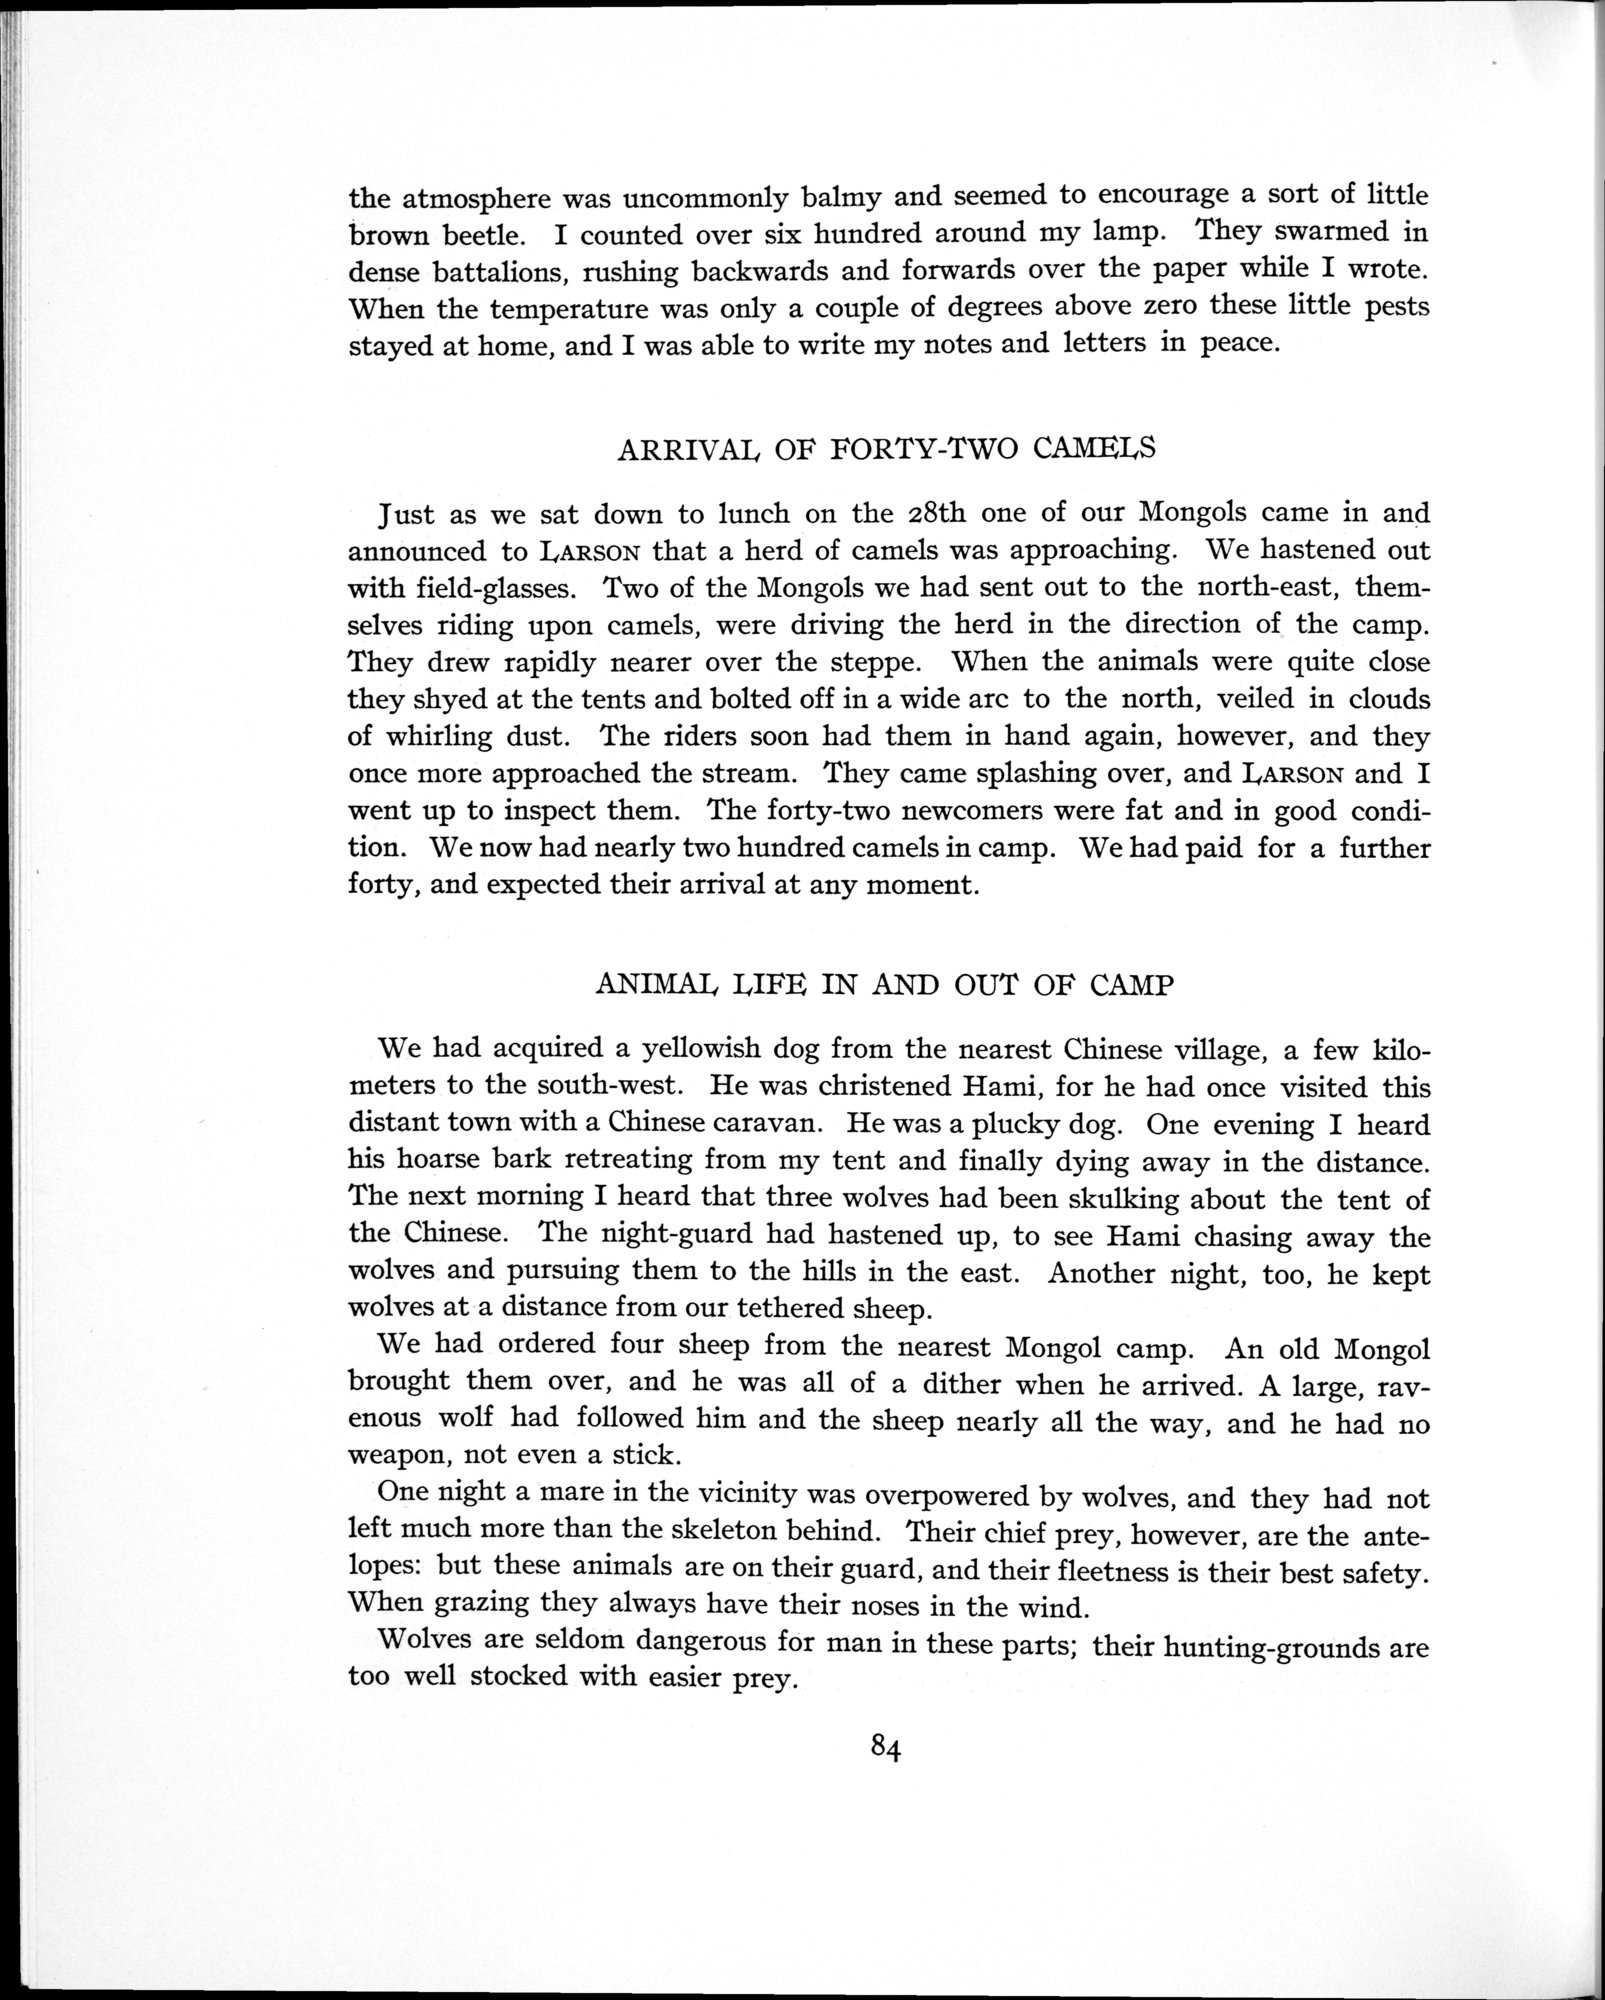 the atmosphere was uncommonly balmy and seemed to encourage a sort of little
brown beetle. I counted over six hundred around my lamp. They swarmed in
dense battalions, rushing backwards and forwards over the paper while I wrote.
When the temperature was only a couple of degrees above zero these little pests
stayed at home, and I was able to write my notes and letters in peace.
ARRIVAL OF FORTY-TWO CAMELS
Just as we sat down to lunch on the 28th one of our Mongols came in and
announced to LARSON that a herd of camels was approaching. We hastened out
with field-glasses. Two of the Mongols we had sent out to the north-east, them-
selves riding upon camels, were driving the herd in the direction of the camp.
They drew rapidly nearer over the steppe. When the animals were quite close
they shyed at the tents and bolted off in a wide arc to the north, veiled in clouds
of whirling dust. The riders soon had them in hand again, however, and they
once more approached the stream. They came splashing over, and LARSON and I
went up to inspect them. The forty-two newcomers were fat and in good condi-
tion. We now had nearly two hundred camels in camp. We had paid for a further
forty, and expected their arrival at any moment.
ANIMAL LIFE IN AND OUT OF CAMP
We had acquired a yellowish dog from the nearest Chinese village, a few kilo-
meters to the south-west. He was christened Hami, for he had once visited this
distant town with a Chinese caravan. He was a plucky dog. One evening I heard
his hoarse bark retreating from my tent and finally dying away in the distance.
The next morning I heard that three wolves had been skulking about the tent of
the Chinese. The night-guard had hastened up, to see Hami chasing away the
wolves and pursuing them to the hills in the east. Another night, too, he kept
wolves at a distance from our tethered sheep.
We had ordered four sheep from the nearest Mongol camp. An old Mongol
brought them over, and he was all of a dither when he arrived. A large, rav-
enous wolf had followed him and the sheep nearly all the way, and he had no
weapon, not even a stick.
One night a mare in the vicinity was overpowered by wolves, and they had not
left much more than the skeleton behind. Their chief prey, however, are the ante-
lopes: but these animals are on their guard, and their fleetness is their best safety.
When grazing they always have their noses in the wind.
Wolves are seldom dangerous for man in these parts; their hunting-grounds are
too well stocked with easier prey.
84